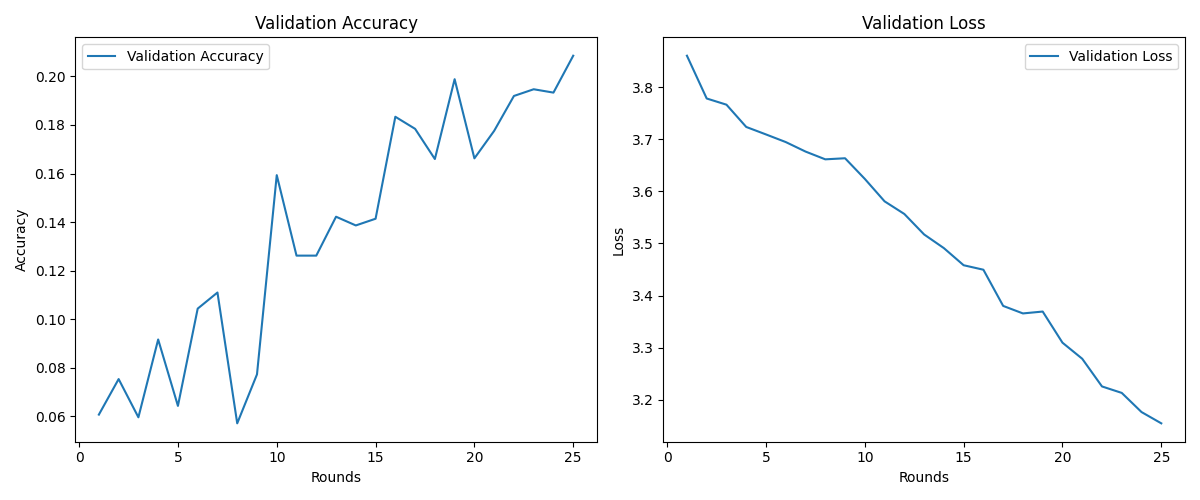 Validation Accuracy
Validation Accuracy
0.20
0.18
0.16
0.14
0.12
0.10
0.08
0.06
Accuracy
0 5 10 15 20 25
Rounds
Validation Loss
Validation Loss
3.8
3.7
3.6
3.5
3.4
3.3
3.2
Loss
0 5 10 15 20 25
Rounds